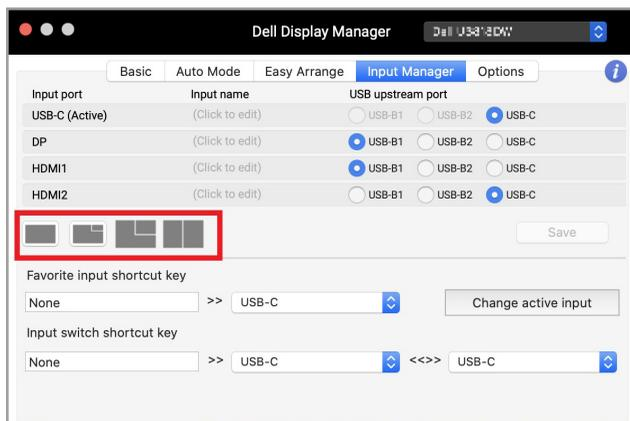 Dell Display Manager
Dell
Basic Auto Mode Easy Arrange Input Manager Options i
Input port Input name USB upstream port
USB-C (Active) (Click to edit) USB-B1 USB-B2 USB-C
DP (Click to edit) USB-B1 USB-B2 USB-C
HDMI1 (Click to edit) USB-B1 USB-B2 USB-C
HDMI2 (Click to edit) USB-B1 USB-B2 USB-C
Save
Favorite input shortcut key
None >> USB-C Change active input
Input switch shortcut key
None >> USB-C <<>> USB-C